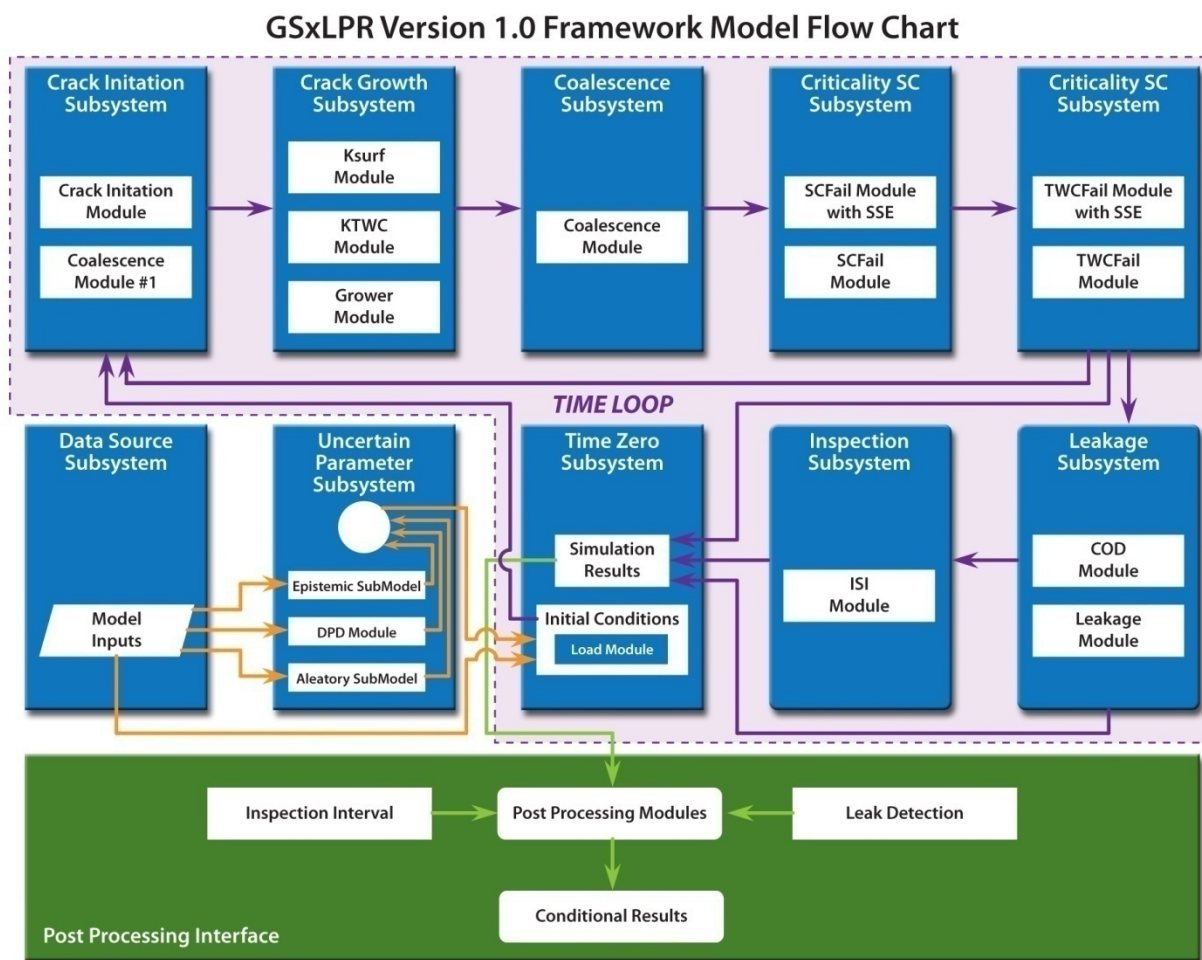 GSxLPR Version 1.0 Framework Model Flow Chart
Crack Initation
Subsystem
Crack Initation
Module
Coalescence
Module #1
Crack Growth
Subsystem
Ksurf
Module
KTWC
Module
Grower
Module
Coalescence
Subsystem
Coalescence
Module
Criticality SC
Subsystem
SCFail Module
with SSE
SCFail
Module
Criticality SC
Subsystem
TWCFail Module
with SSE
TWCFail
Module
TIME LOOP
Data Source
Subsystem
Model
Inputs
Uncertain
Parameter
Subsystem
Epistemic SubModel
DPD Module
Aleatory SubModel
Time Zero
Subsystem
Simulation
Results
Initial Conditions
Load Module
Inspection
Subsystem
ISI
Module
Leakage
Subsystem
COD
Module
Leakage
Module
Inspection Interval
Post Processing Modules
Leak Detection
Conditional Results
Post Processing Interface